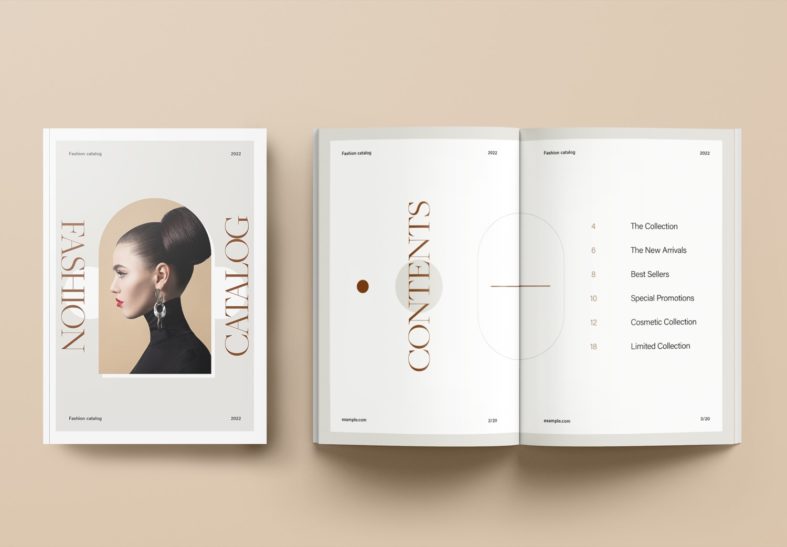 Fashion catalog 2022
FASHION
CATALOG
Fashion catalog 2022
Fashion catalog 2022
CONTENTS
example.com 2/20
Fashion catalog 2022
4 The Collection
6 The New Arrivals
8 Best Sellers
10 Special Promotions
12 Cosmetic Collection
18 Limited Collection
example.com 3/20